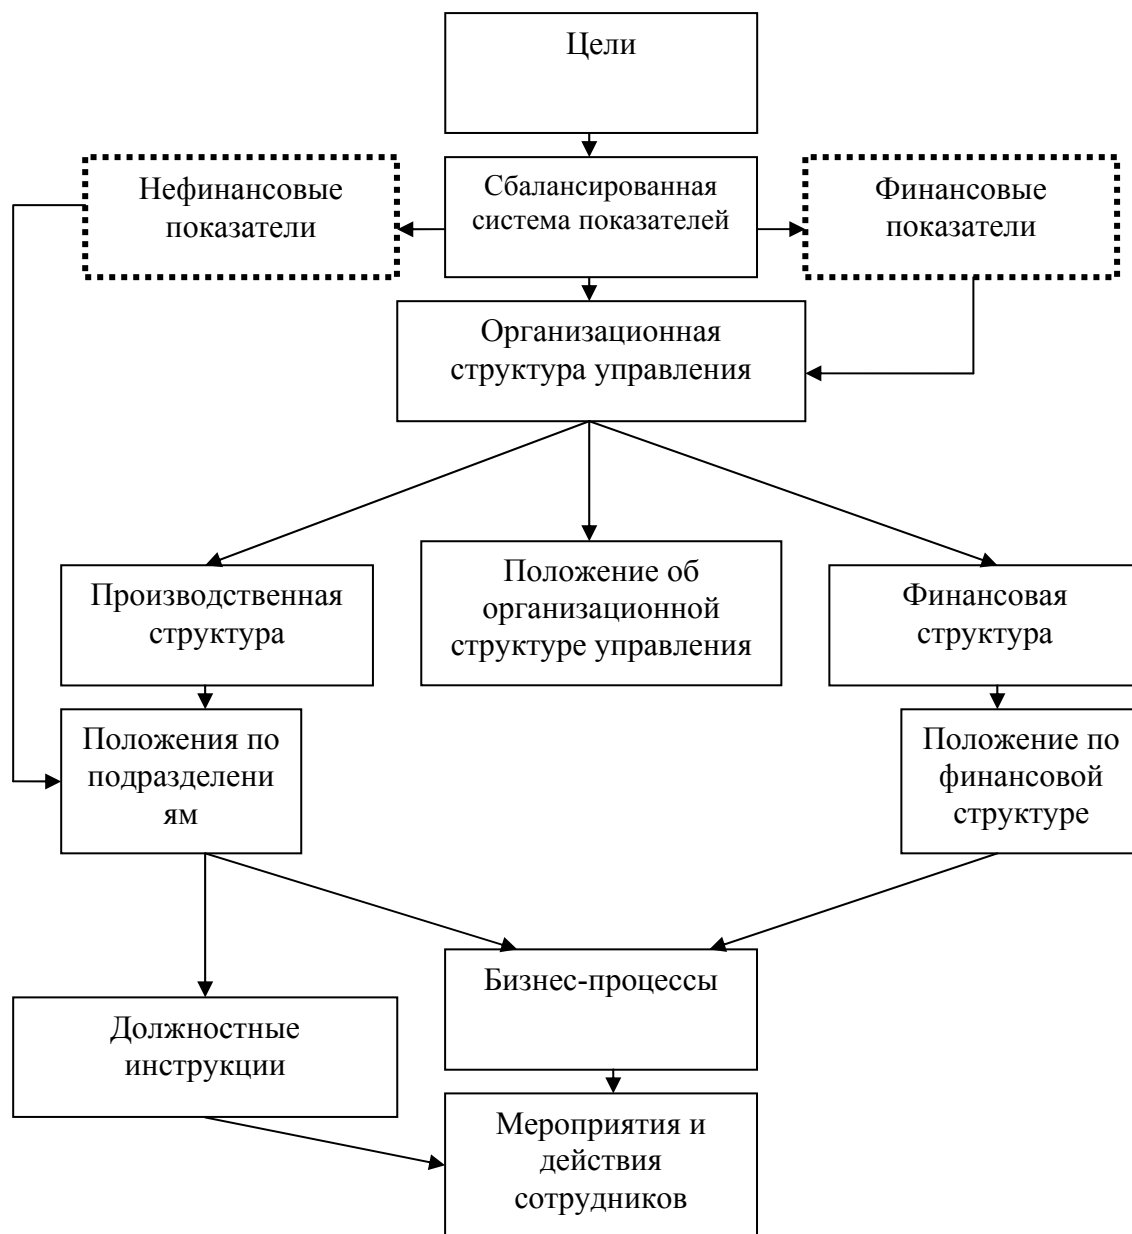 Цели
Нефинансовые
показатели
Сбалансированная
система показателей
Финансовые
показатели
Организационная
структура управления
Производственная
структура
Положение об
организационной
структуре управления
Финансовая
структура
Положения по
подразделени
ям
Положение по
финансовой
структуре
Бизнес-процессы
Должностные
инструкции
Мероприятия и
действия
сотрудников